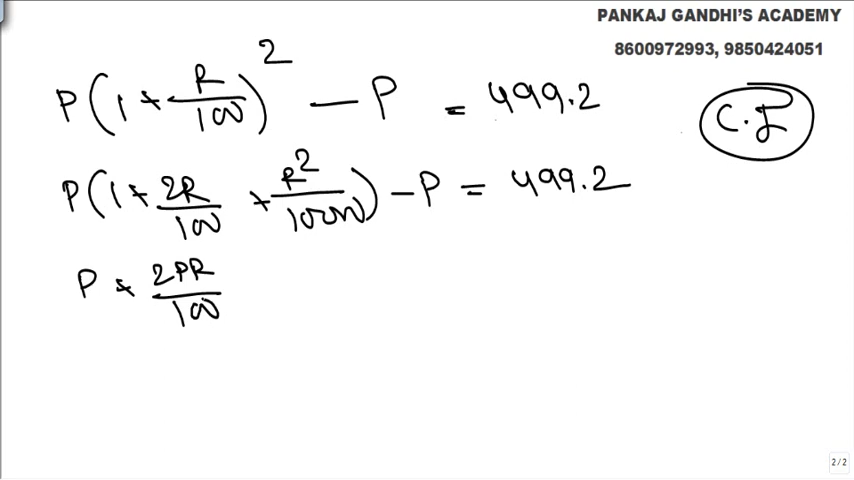 PANKAJ GANDHI'S ACADEMY
8600972993, 9850424051
P(1+R/100)² — P = 499.2
C.I
P(1+2R/100 + R²/10000) – P = 499.2
P + 2PR/100
2/2